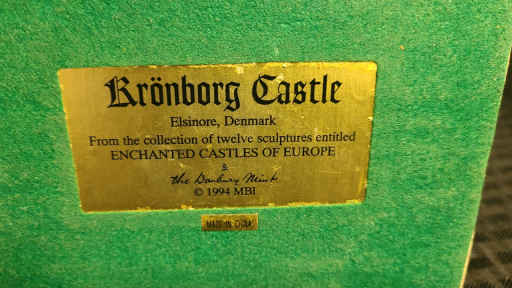 Krönborg Castle
Elsinore, Denmark
From the collection of twelve sculptures entitled
ENCHANTED CASTLES OF EUROPE
the Danbury Mint
© 1994 MBI
MADE IN CHINA